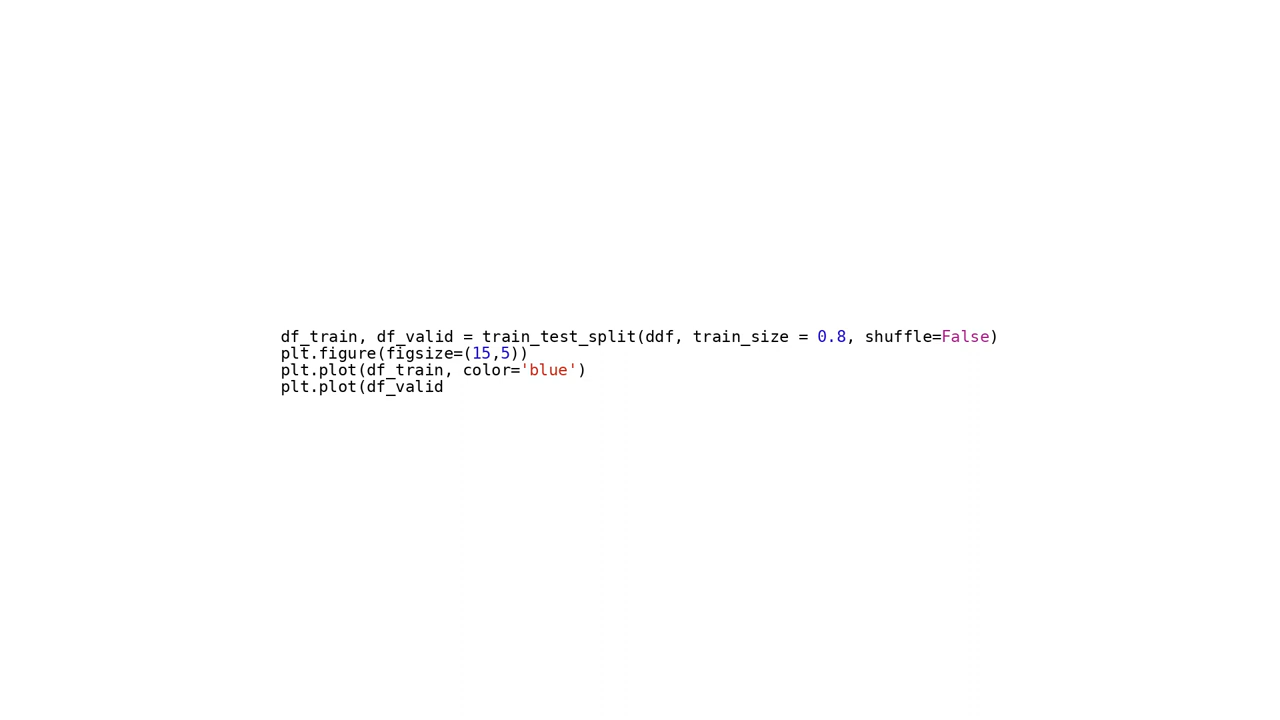 df_train, df_valid = train_test_split(ddf, train_size = 0.8, shuffle=False)
plt.figure(figsize=(15,5))
plt.plot(df_train, color='blue')
plt.plot(df_valid